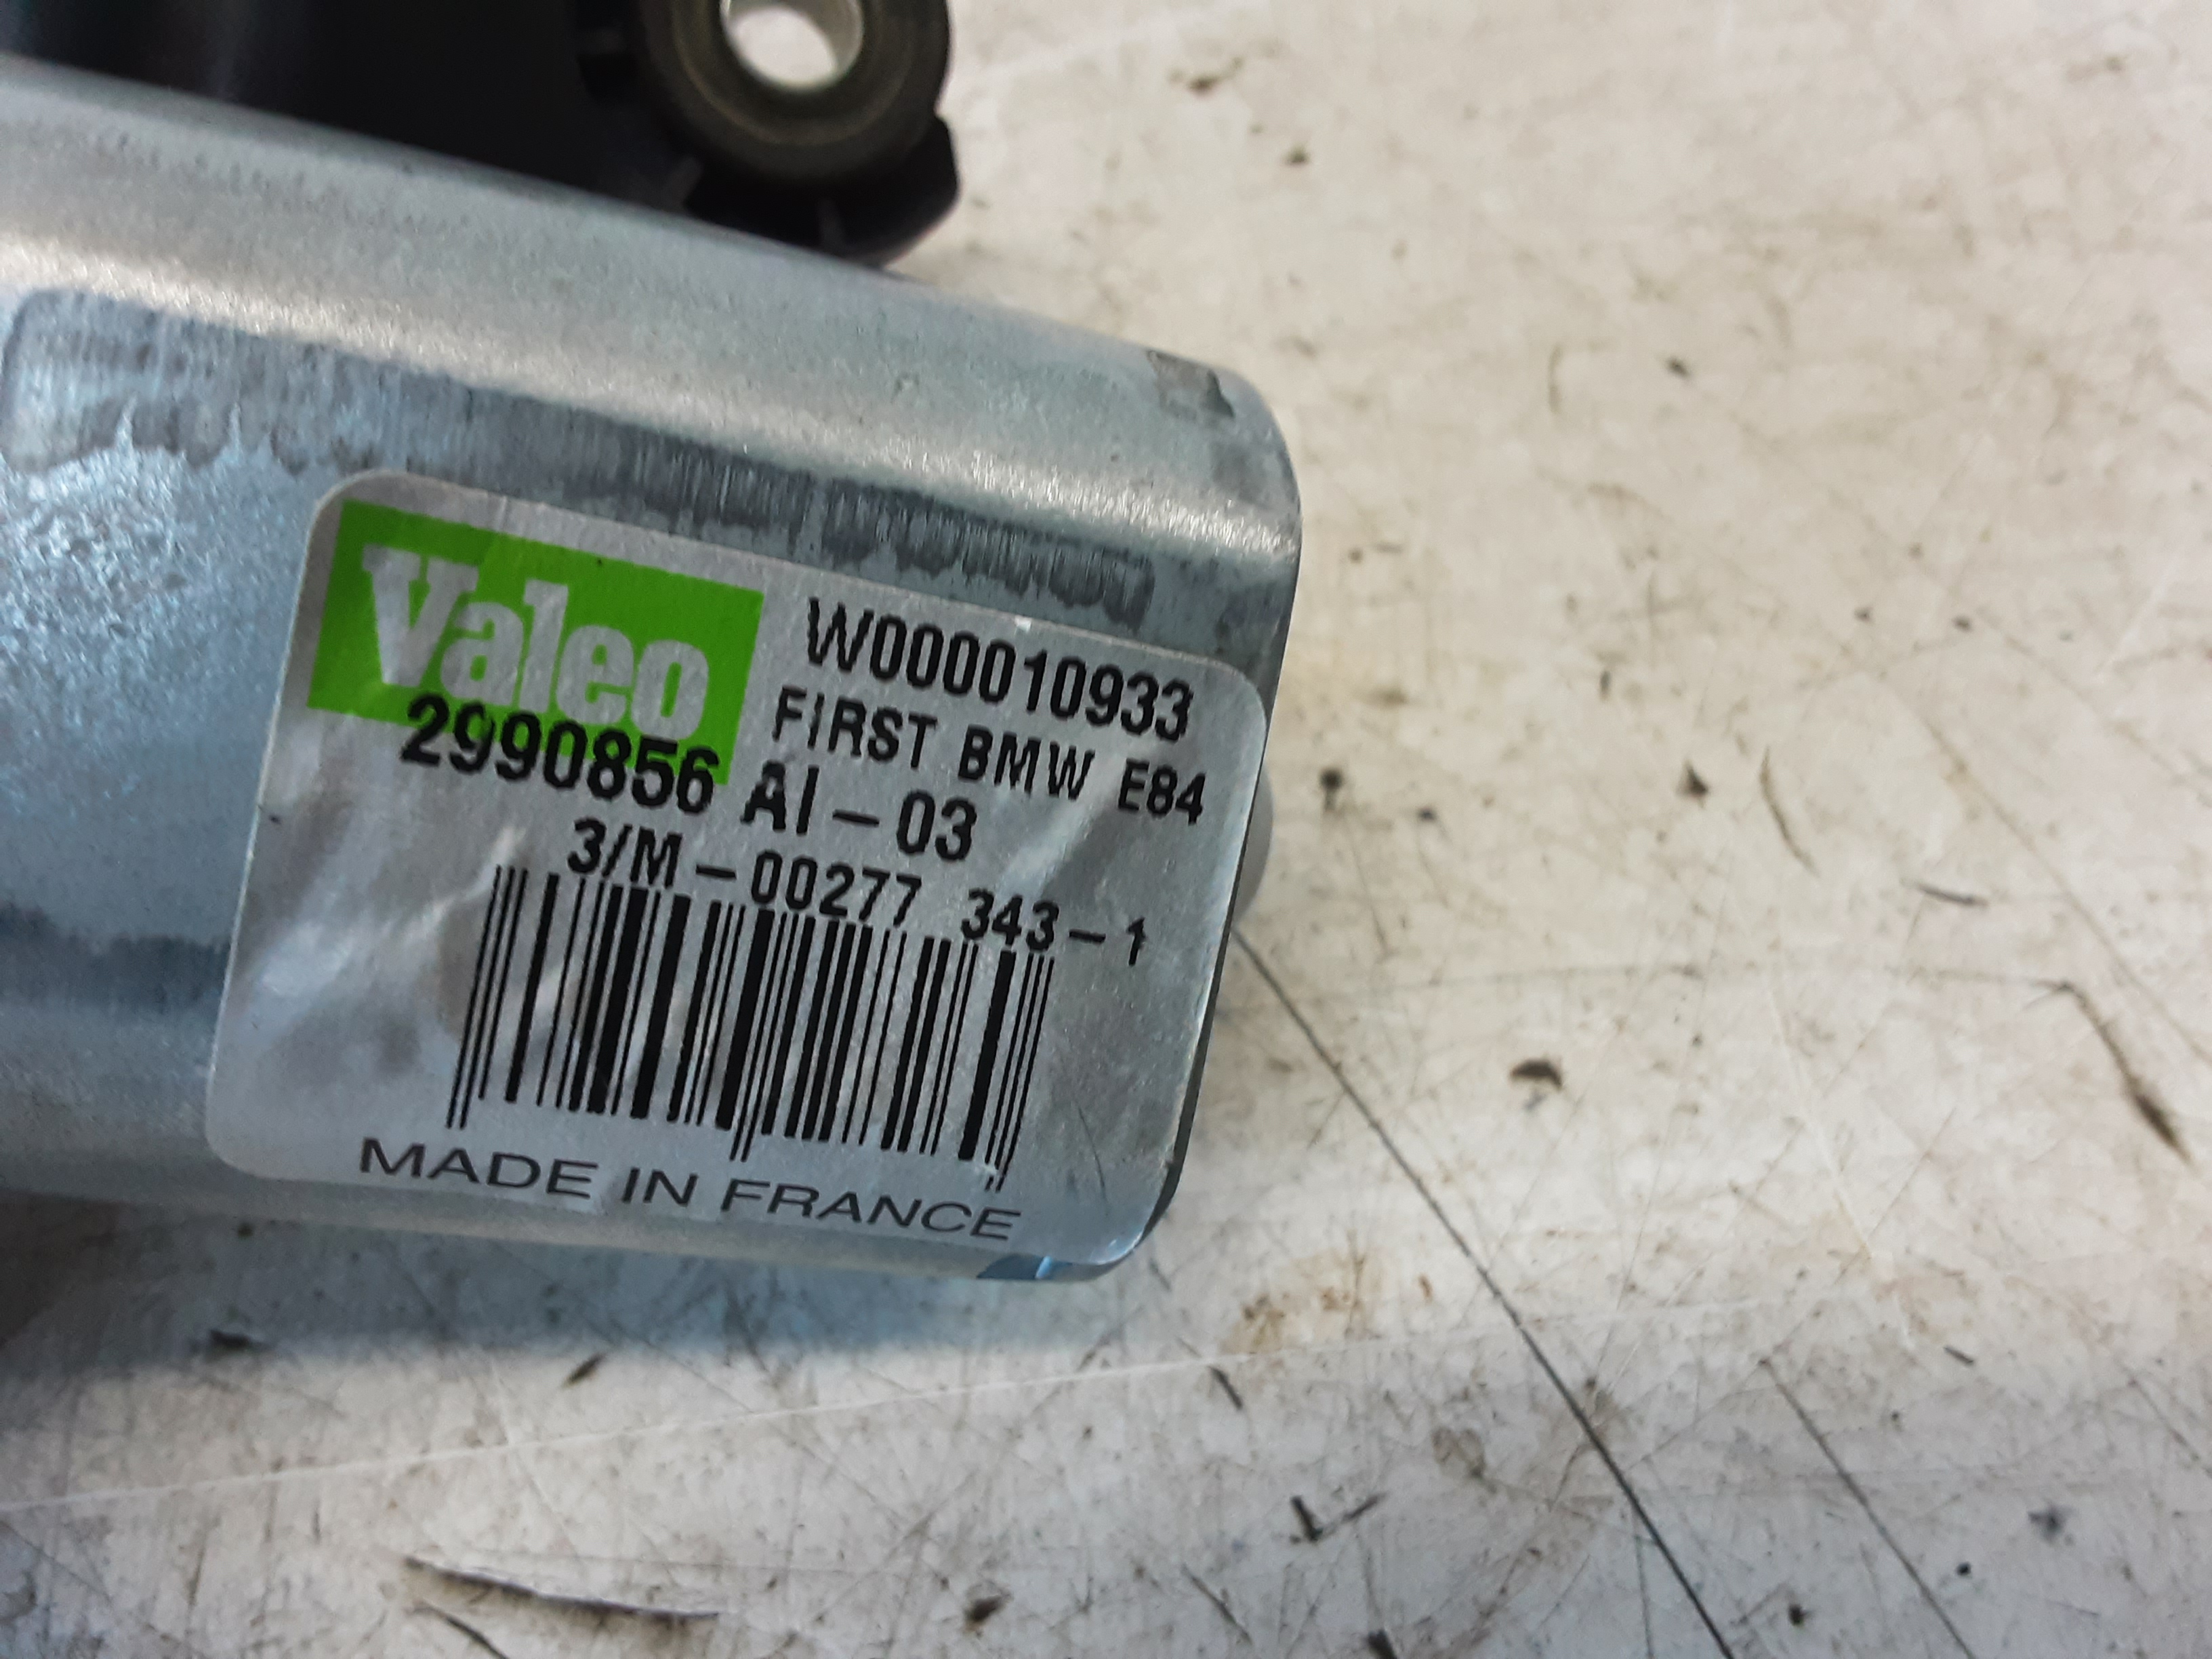 Valeo
W000010933
FIRST BMW E84
2990856 AI-03
3/M-00277 343-1
MADE IN FRANCE